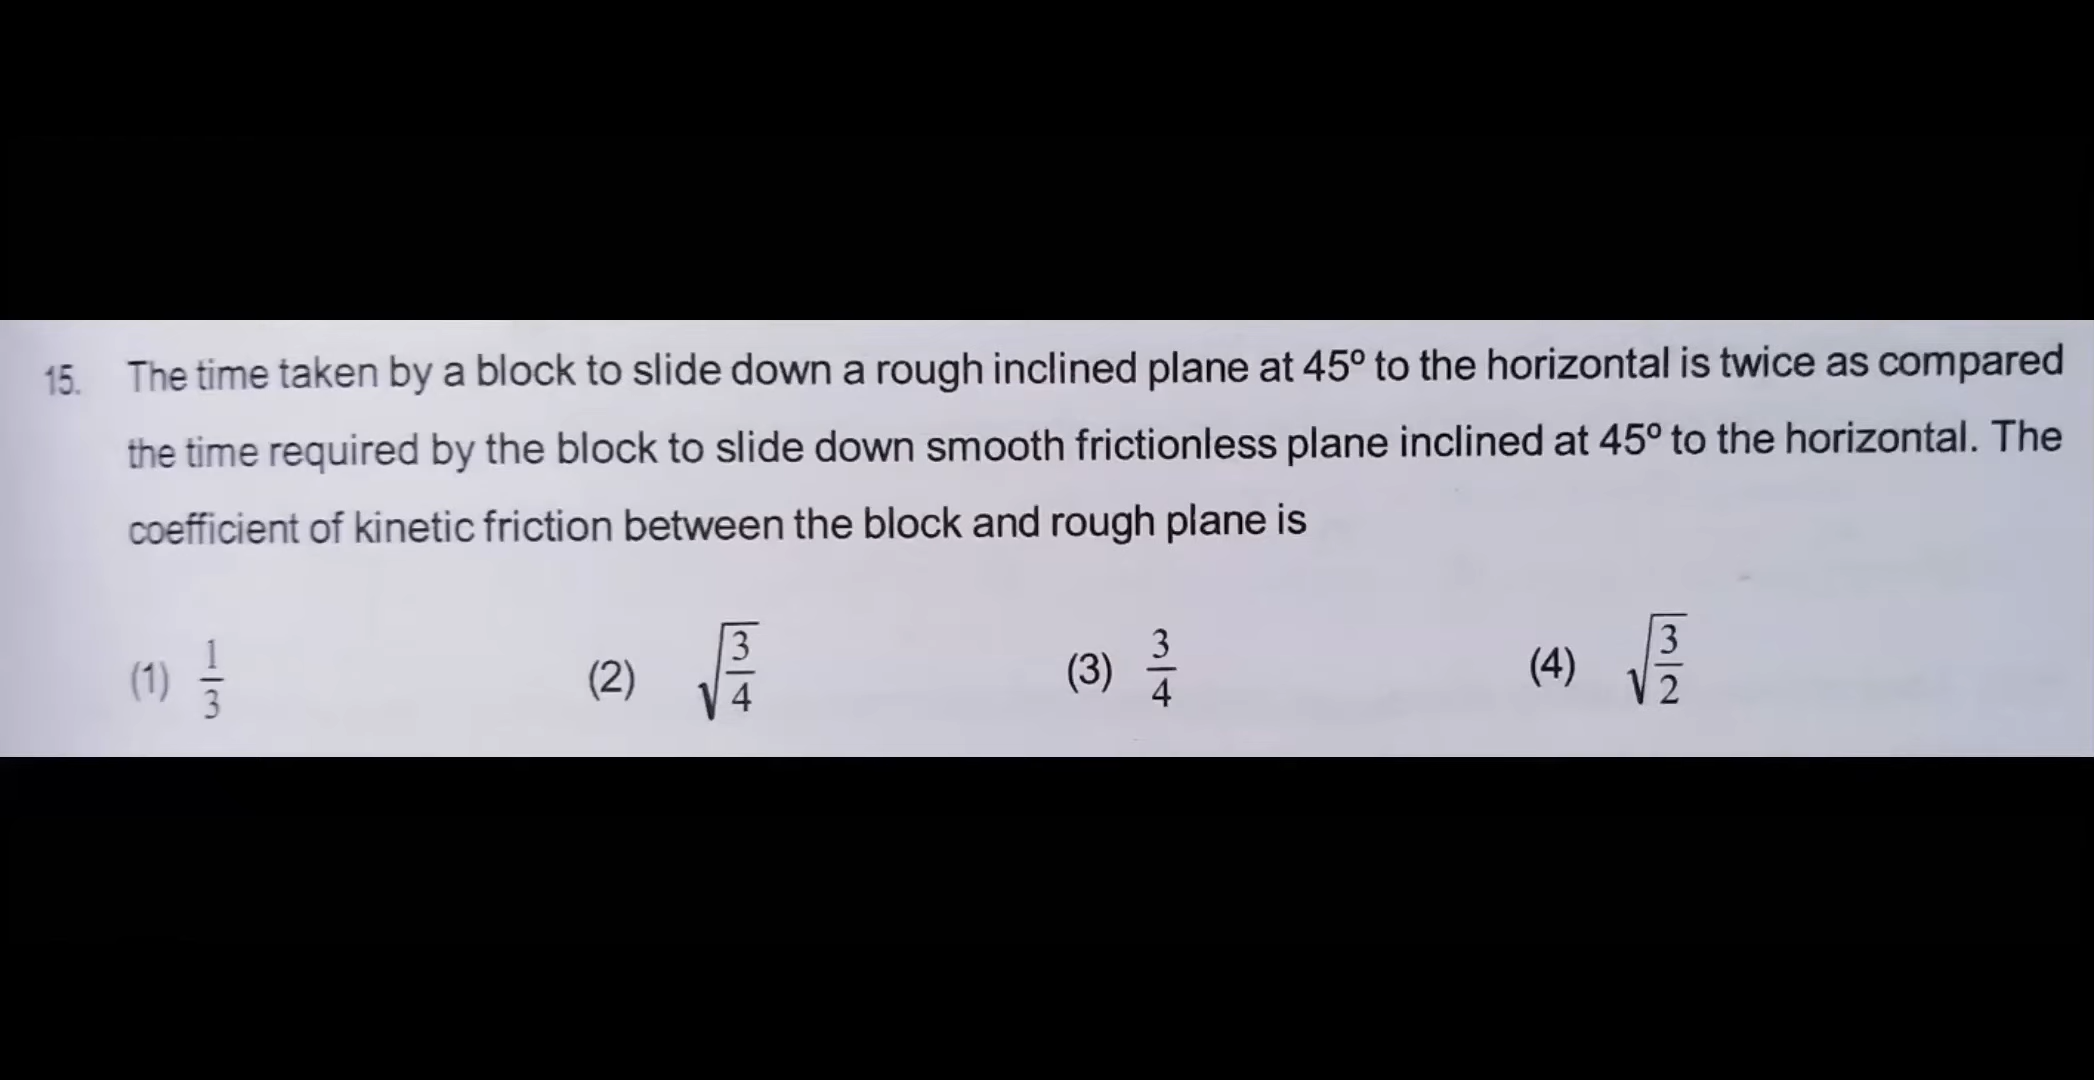 15. The time taken by a block to slide down a rough inclined plane at 45º to the horizontal is twice as compared
the time required by the block to slide down smooth frictionless plane inclined at 45º to the horizontal. The
coefficient of kinetic friction between the block and rough plane is
(1) 1/3 (2) √(3/4) (3) 3/4 (4) √(3/2)